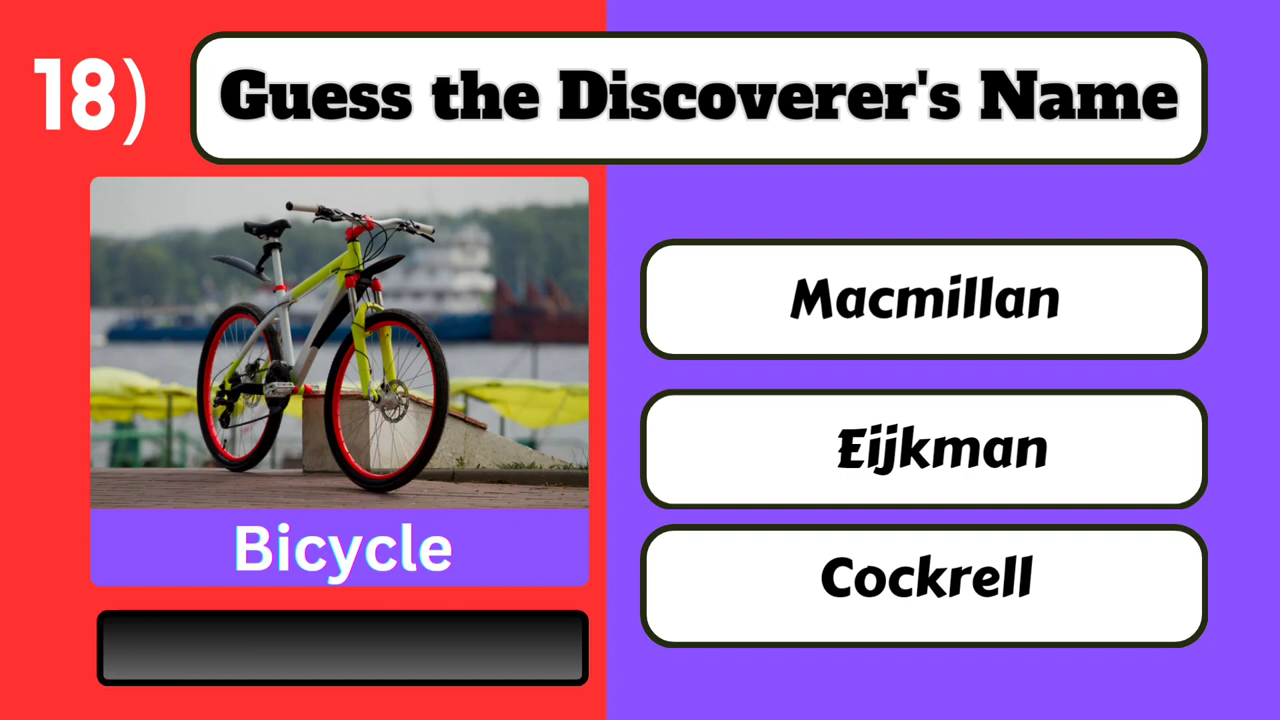 18)
Guess the Discoverer's Name
Macmillan
Eijkman
Cockrell
Bicycle